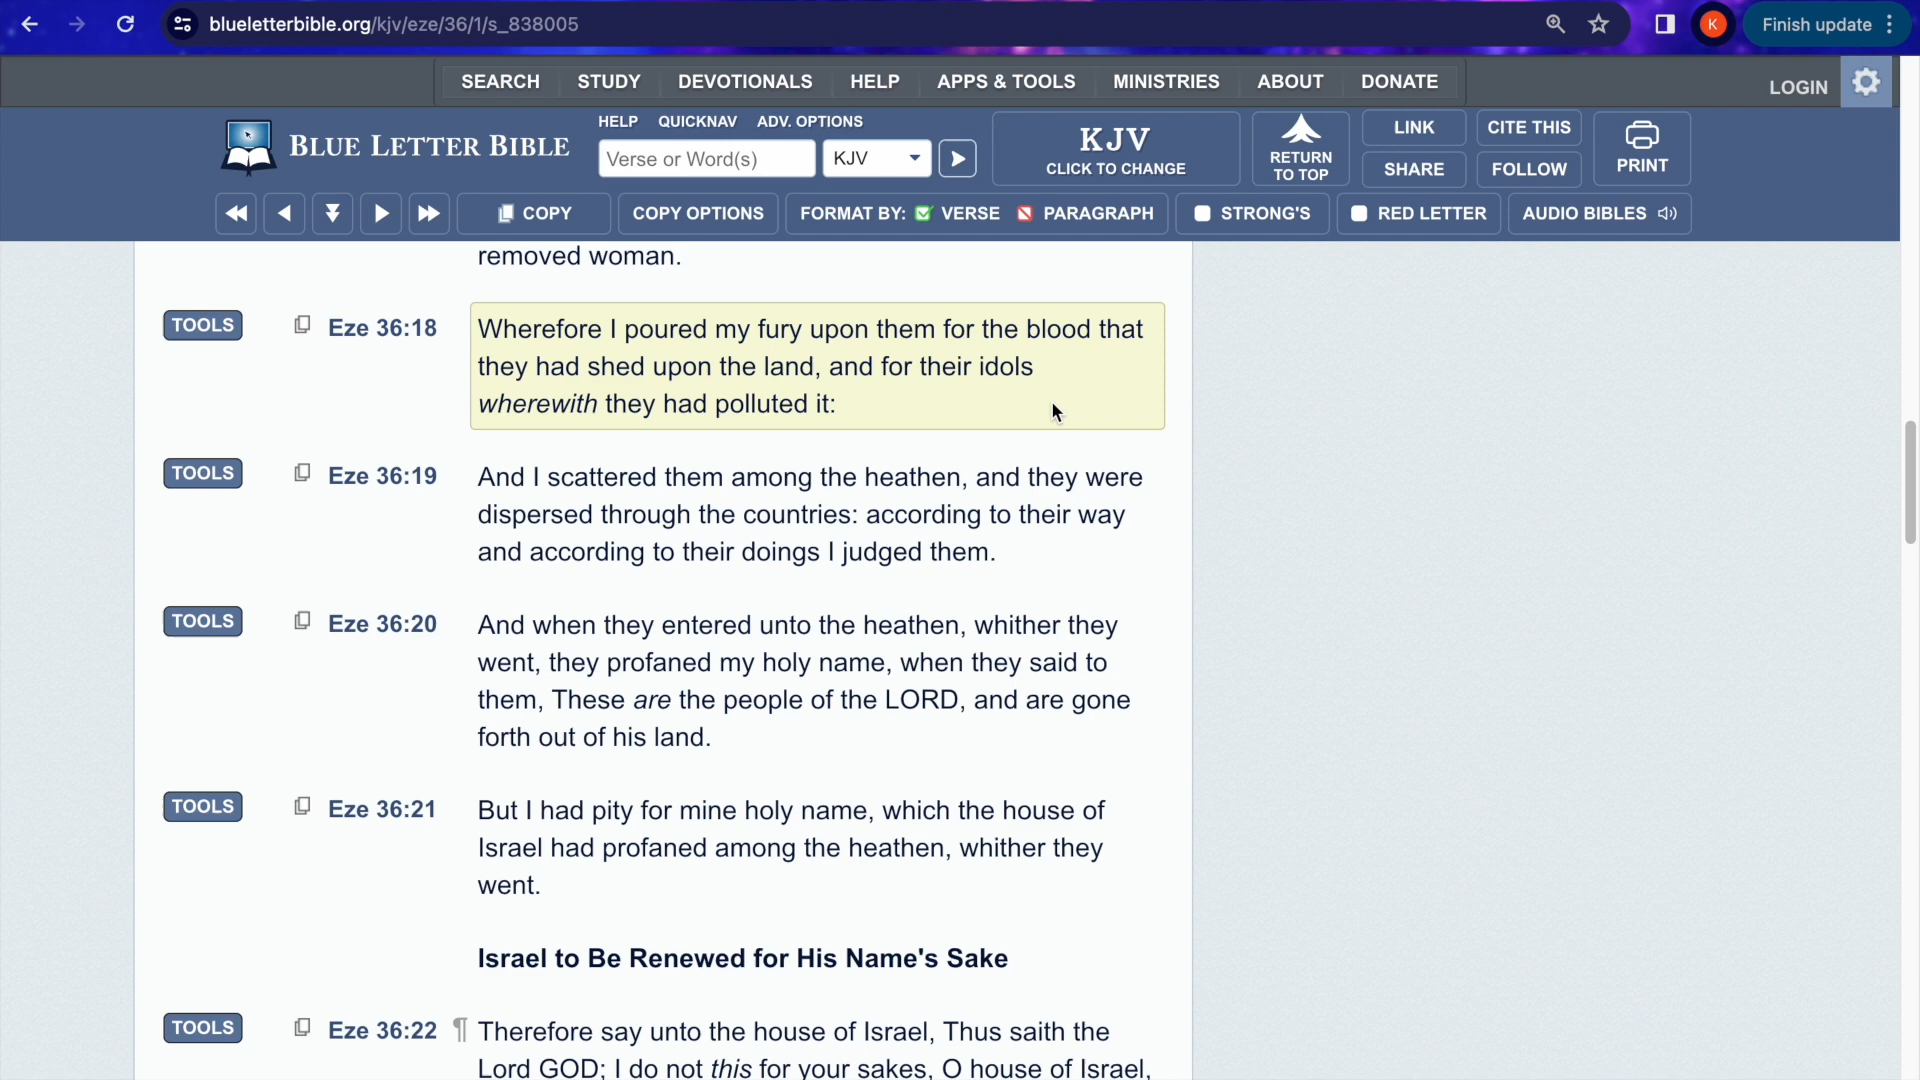 blueletterbible.org/kjv/eze/36/1/s_838005
K
Finish update
SEARCH STUDY DEVOTIONALS HELP APPS & TOOLS MINISTRIES ABOUT DONATE
LOGIN
BLUE LETTER BIBLE
HELP QUICKNAV ADV. OPTIONS
Verse or Word(s)
KJV
KJV
CLICK TO CHANGE
RETURN
TO TOP
LINK
CITE THIS
SHARE
FOLLOW
PRINT
COPY
COPY OPTIONS
FORMAT BY: VERSE PARAGRAPH
STRONG'S
RED LETTER
AUDIO BIBLES
removed woman.
TOOLS Eze 36:18 Wherefore I poured my fury upon them for the blood that
they had shed upon the land, and for their idols
wherewith they had polluted it:
TOOLS Eze 36:19 And I scattered them among the heathen, and they were
dispersed through the countries: according to their way
and according to their doings I judged them.
TOOLS Eze 36:20 And when they entered unto the heathen, whither they
went, they profaned my holy name, when they said to
them, These are the people of the LORD, and are gone
forth out of his land.
TOOLS Eze 36:21 But I had pity for mine holy name, which the house of
Israel had profaned among the heathen, whither they
went.
Israel to Be Renewed for His Name's Sake
TOOLS Eze 36:22 ¶ Therefore say unto the house of Israel, Thus saith the
Lord GOD; I do not this for your sakes, O house of Israel,